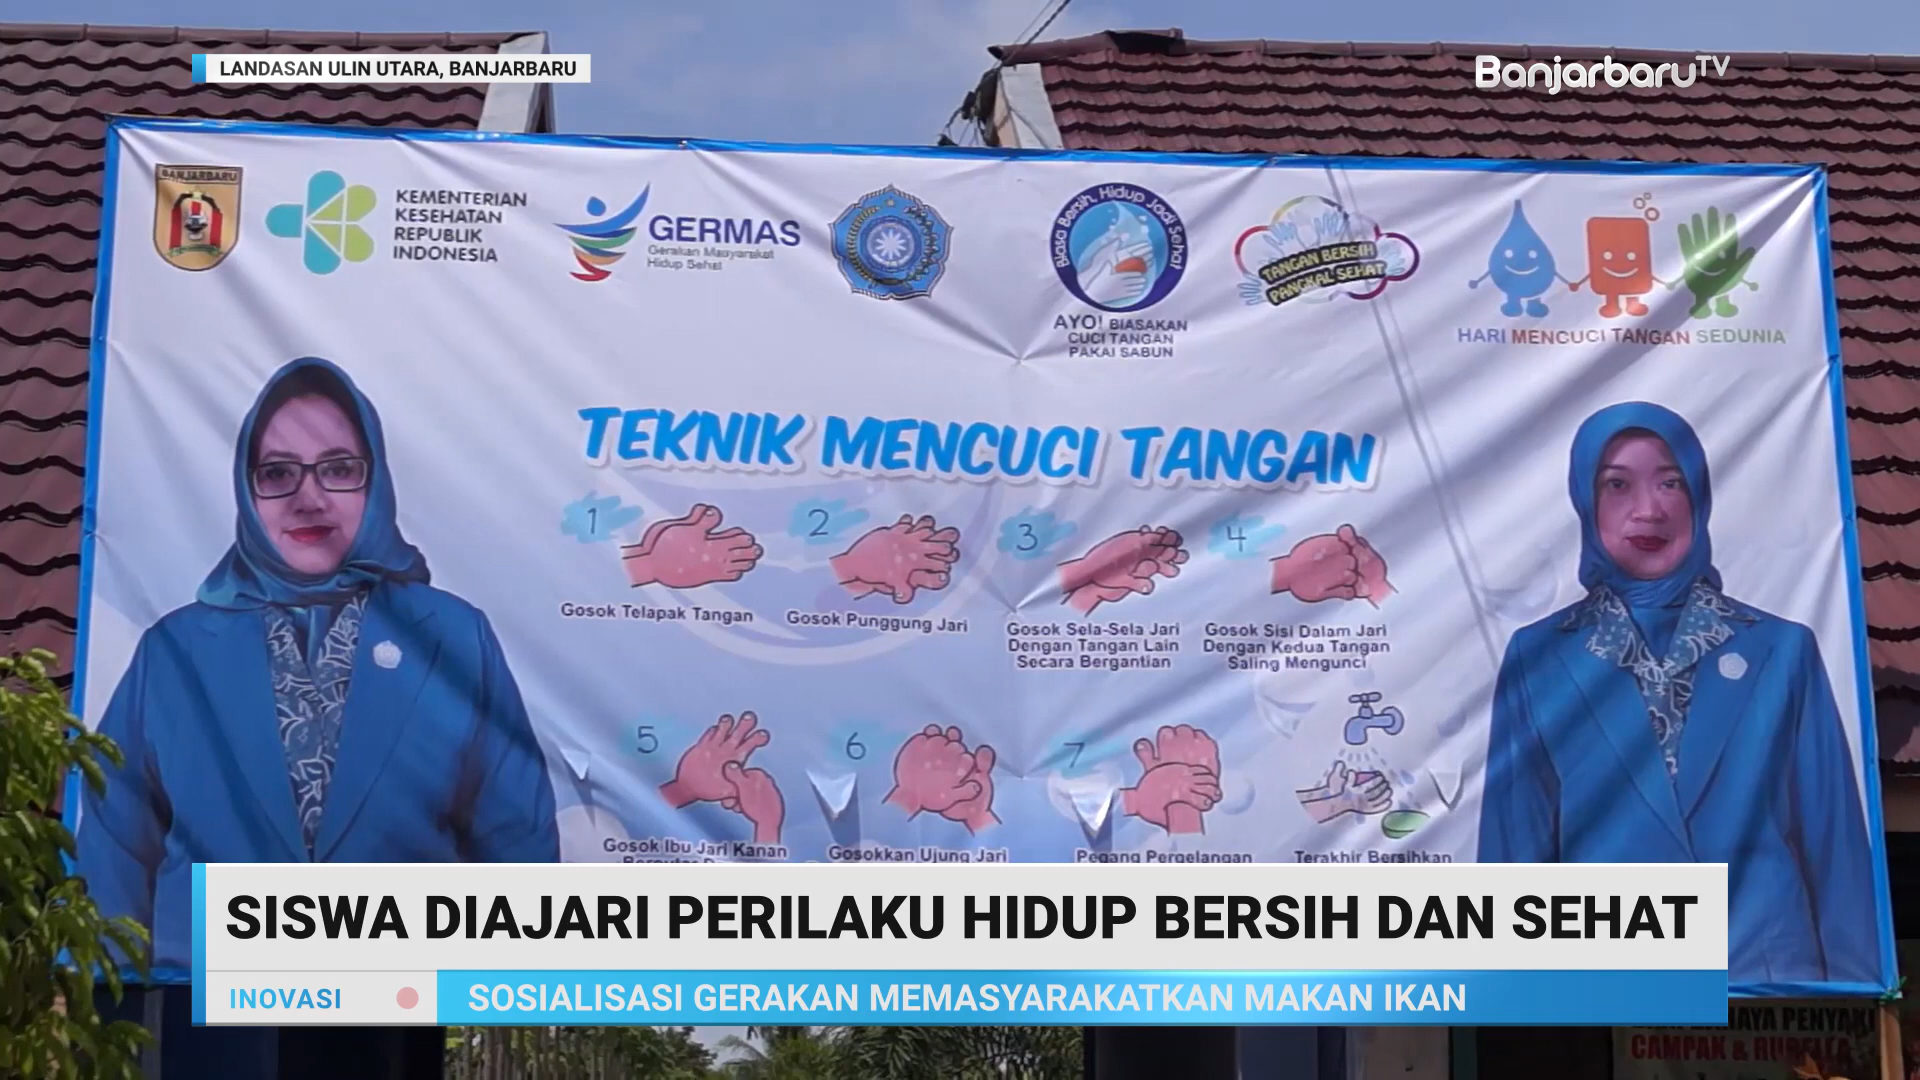 LANDASAN ULIN UTARA, BANJARBARU
BanjarbaruTV
BANJARBARU
KEMENTERIAN
KESEHATAN
REPUBLIK
INDONESIA
GERMAS
Gerakan Masyarakat
Hidup Sehat
Biasa Bersih, Hidup Jadi Sehat
AYO! BIASAKAN
CUCI TANGAN
PAKAI SABUN
TANGAN BERSIH
PANGKAL SEHAT
HARI MENCUCI TANGAN SEDUNIA
TEKNIK MENCUCI TANGAN
1
2
3
4
Gosok Telapak Tangan
Gosok Punggung Jari
Gosok Sela-Sela Jari
Dengan Tangan Lain
Secara Bergantian
Gosok Sisi Dalam Jari
Dengan Kedua Tangan
Saling Mengunci
5
6
7
Gosok Ibu Jari Kanan
Gosokkan Ujung Jari
Pegang Pergelangan
Terakhir Bersihkan
SISWA DIAJARI PERILAKU HIDUP BERSIH DAN SEHAT
INOVASI
SOSIALISASI GERAKAN MEMASYARAKATKAN MAKAN IKAN
CAMPAK &